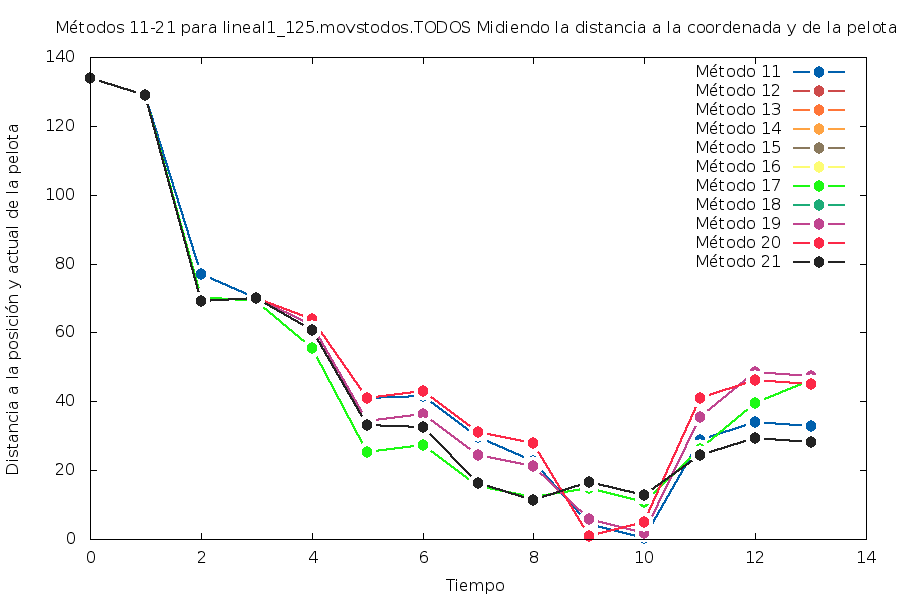 Métodos 11-21 para lineal1_125.movstodos.TODOS Midiendo la distancia a la coordenada y de la pelota
Distancia a la posición y actual de la pelota
140
120
100
80
60
40
20
0
Método 11
Método 12
Método 13
Método 14
Método 15
Método 16
Método 17
Método 18
Método 19
Método 20
Método 21
0 2 4 6 8 10 12 14
Tiempo